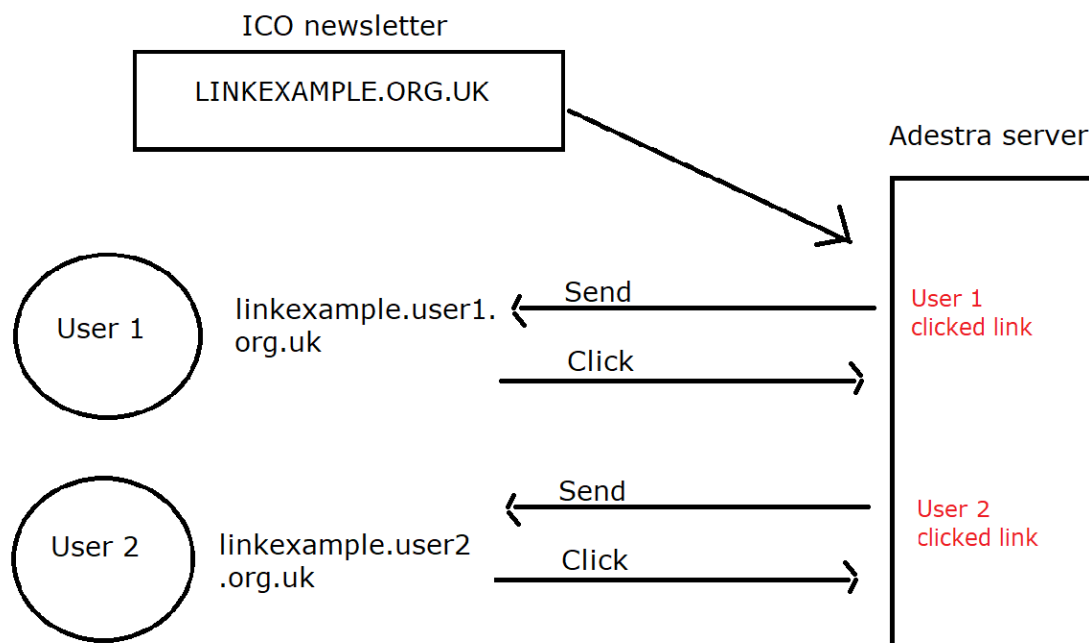 ICO newsletter
LINKEXAMPLE.ORG.UK
Adestra server
User 1
linkexample.user1.
org.uk
Send
Click
User 1
clicked link
User 2
linkexample.user2
.org.uk
Send
Click
User 2
clicked link